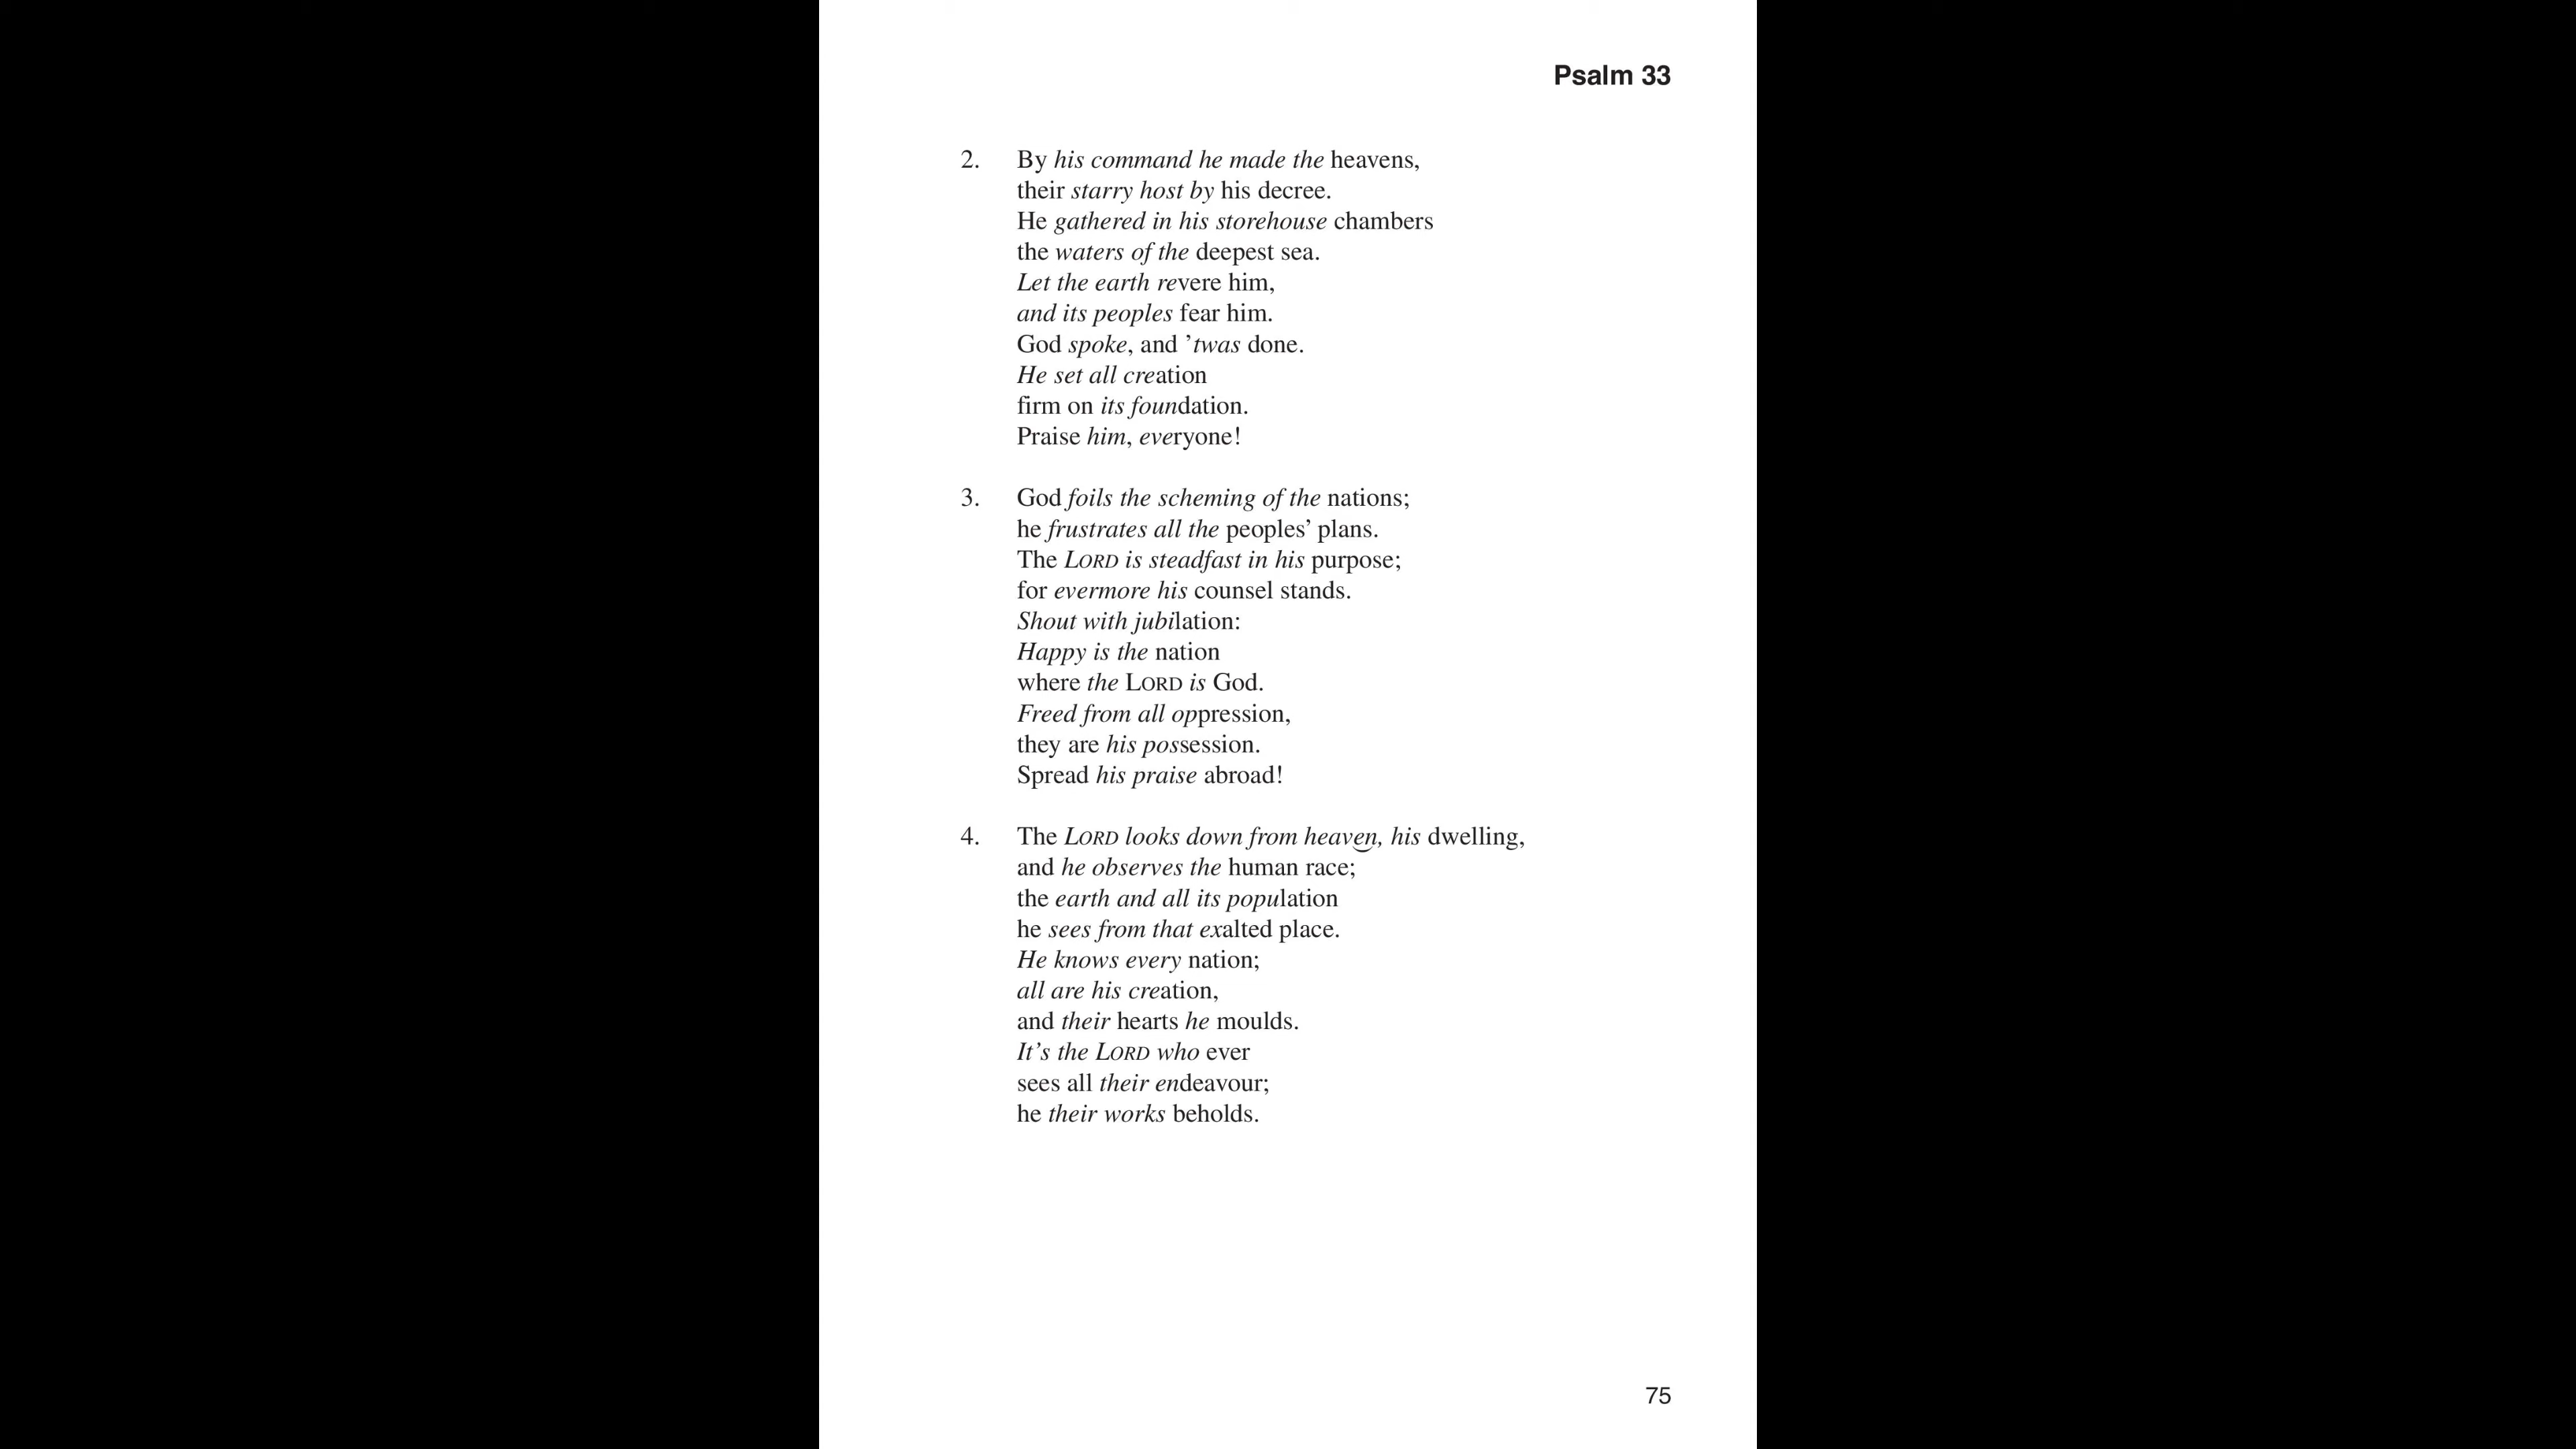 Psalm 33
2. By his command he made the heavens,
their starry host by his decree.
He gathered in his storehouse chambers
the waters of the deepest sea.
Let the earth revere him,
and its peoples fear him.
God spoke, and ’twas done.
He set all creation
firm on its foundation.
Praise him, everyone!
3. God foils the scheming of the nations;
he frustrates all the peoples’ plans.
The LORD is steadfast in his purpose;
for evermore his counsel stands.
Shout with jubilation:
Happy is the nation
where the LORD is God.
Freed from all oppression,
they are his possession.
Spread his praise abroad!
4. The LORD looks down from heaven, his dwelling,
and he observes the human race;
the earth and all its population
he sees from that exalted place.
He knows every nation;
all are his creation,
and their hearts he moulds.
It’s the LORD who ever
sees all their endeavour;
he their works beholds.
75